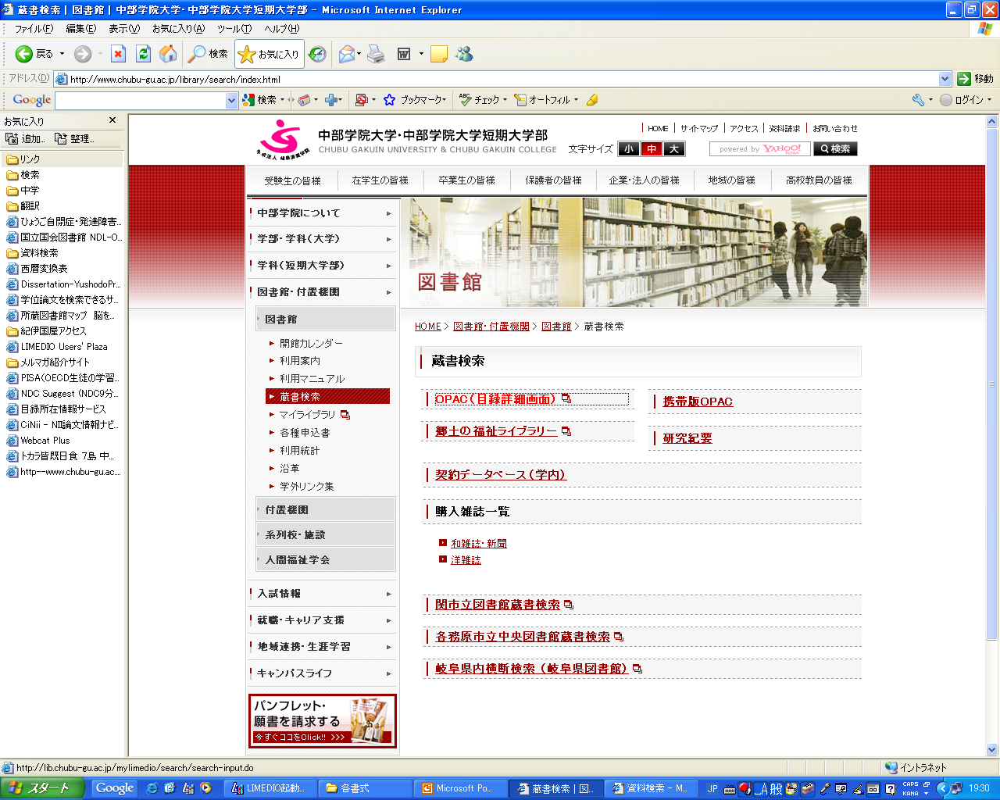 蔵書検索 | 図書館 | 中部学院大学・中部学院大学短期大学部 - Microsoft Internet Explorer
ファイル(F) 編集(E) 表示(V) お気に入り(A) ツール(T) ヘルプ(H)
戻る 検索 お気に入り
アドレス(D) http://www.chubu-gu.ac.jp/library/search/index.html 移動
Google 検索 ブックマーク チェック オートフィル ログイン
お気に入り
追加... 整理...
リンク
検索
中学
翻訳
ひょうご自閉症・発達障害...
国立国会図書館 NDL-O...
資料検索
西暦変換表
Dissertation-YushodoPr...
学位論文を検索できるサ...
所蔵図書館マップ 脳を...
紀伊国屋アクセス
LIMEDIO Users' Plaza
メルマガ紹介サイト
PISA(OECD生徒の学習...
NDC Suggest (NDC9分...
目録所在情報サービス
CiNii - NII論文情報ナビ...
Webcat Plus
トカラ皆既日食 7島 中...
http--www.chubu-gu.ac....
学校法人 岐阜済美学院
中部学院大学・中部学院大学短期大学部
CHUBU GAKUIN UNIVERSITY & CHUBU GAKUIN COLLEGE
HOME サイトマップ アクセス 資料請求 お問い合わせ
文字サイズ 小 中 大 powered by YAHOO! JAPAN 検索
受験生の皆様 在学生の皆様 卒業生の皆様 保護者の皆様 企業・法人の皆様 地域の皆様 高校教員の皆様
中部学院について
学部・学科(大学)
学科(短期大学部)
図書館・付置機関
図書館
開館カレンダー
利用案内
利用マニュアル
蔵書検索
マイライブラリ
各種申込書
利用統計
沿革
学外リンク集
付置機関
系列校・施設
人間福祉学会
入試情報
就職・キャリア支援
地域連携・生涯学習
キャンパスライフ
パンフレット・
願書を請求する
今すぐココをClick!! >>>
図書館
HOME > 図書館・付置機関 > 図書館 > 蔵書検索
蔵書検索
OPAC(目録詳細画面)
携帯版OPAC
郷土の福祉ライブラリー
研究紀要
契約データベース(学内)
購入雑誌一覧
和雑誌・新聞
洋雑誌
関市立図書館蔵書検索
各務原市立中央図書館蔵書検索
岐阜県内横断検索(岐阜県図書館)
http://lib.chubu-gu.ac.jp/mylimedio/search/search-input.do イントラネット
スタート Google LIMEDIO起動... 各書式 Microsoft Po... 蔵書検索 | 図... 資料検索 - M... JP _A 般 CAPS KANA 19:30